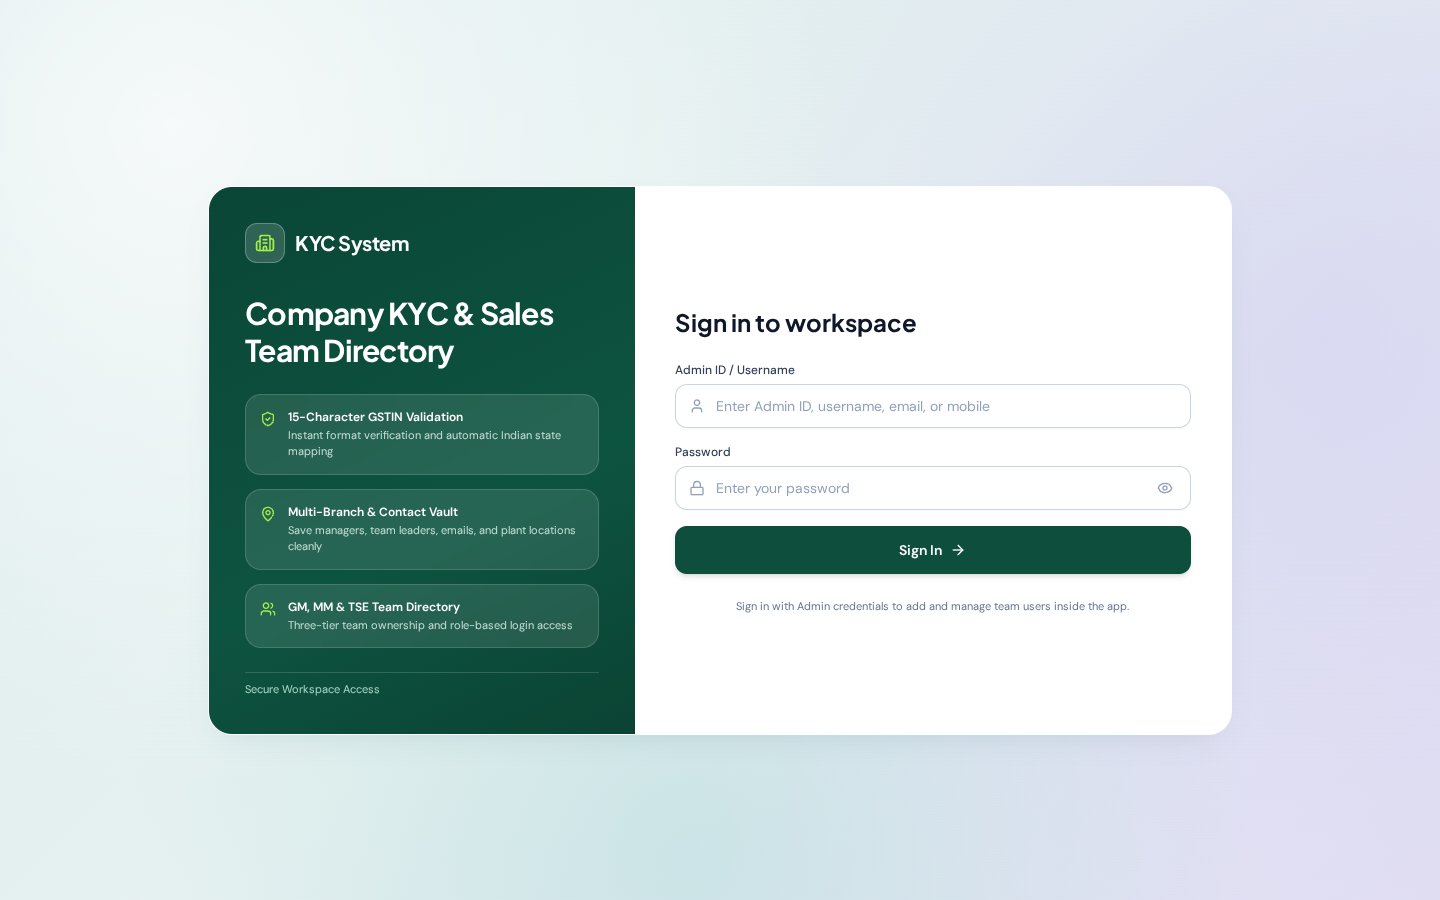 KYC System
Company KYC & Sales
Team Directory
15-Character GSTIN Validation
Instant format verification and automatic Indian state
mapping
Multi-Branch & Contact Vault
Save managers, team leaders, emails, and plant locations
cleanly
GM, MM & TSE Team Directory
Three-tier team ownership and role-based login access
Secure Workspace Access
Sign in to workspace
Admin ID / Username
Enter Admin ID, username, email, or mobile
Password
Enter your password
Sign In
Sign in with Admin credentials to add and manage team users inside the app.